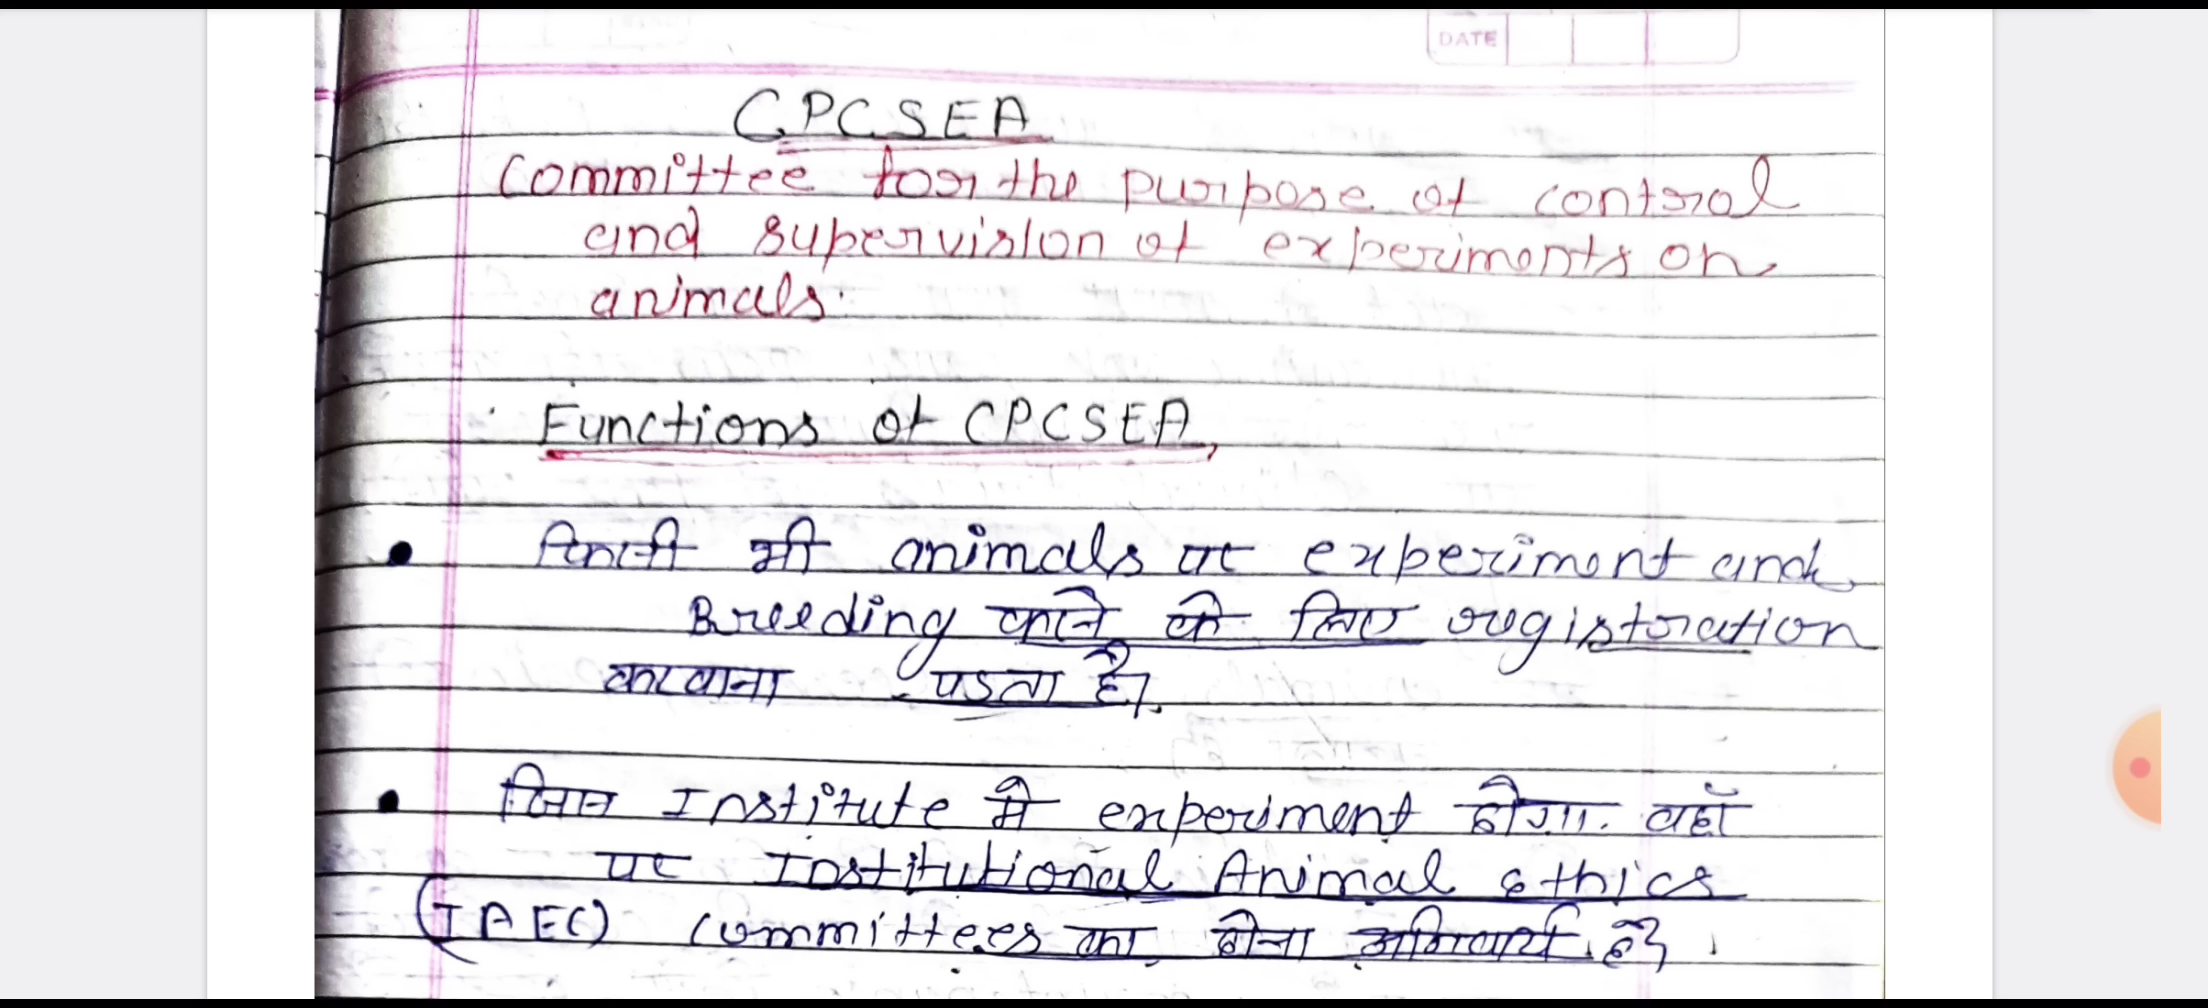 DATE
CPCSEA
Committee for the purpose of control
and supervision of experiments on
animals.
Functions of CPCSEA,
किसी भी animals पर experiment and
Breeding करने के लिए registration
करवाना पडता है।
जिस Institute मे experiment होगा वहाँ
पर Institutional Animal ethics
(IAEC) committees का होना अनिवार्य है।